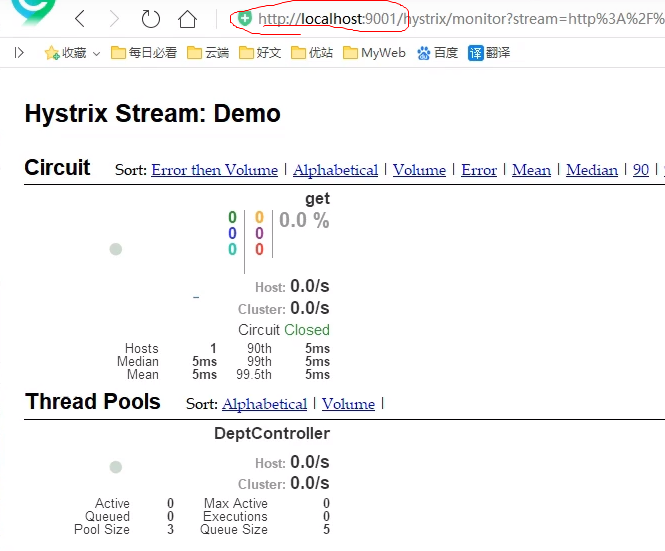 http://localhost:9001/hystrix/monitor?stream=http%3A%2F%
收藏 每日必看 云端 好文 优站 MyWeb 百度 译 翻译
Hystrix Stream: Demo
Circuit Sort: Error then Volume | Alphabetical | Volume | Error | Mean | Median | 90 |
get
0 0 0.0 %
0 0
0 0
Host: 0.0/s
Cluster: 0.0/s
Circuit Closed
Hosts 1 90th 5ms
Median 5ms 99th 5ms
Mean 5ms 99.5th 5ms
Thread Pools Sort: Alphabetical | Volume |
DeptController
Host: 0.0/s
Cluster: 0.0/s
Active 0 Max Active 0
Queued 0 Executions 0
Pool Size 3 Queue Size 5